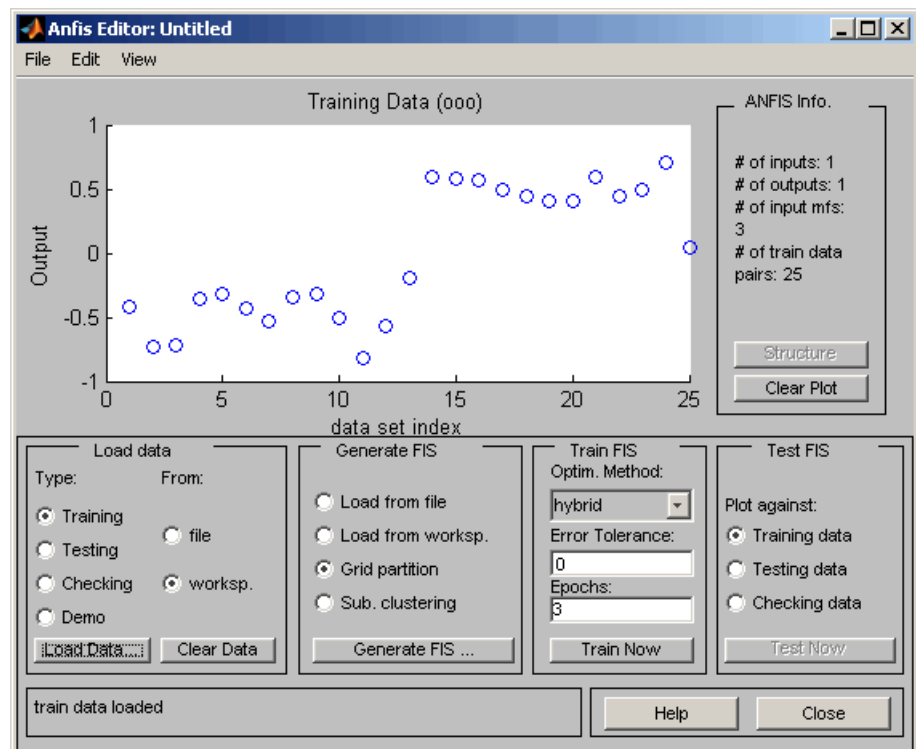 Anfis Editor: Untitled
File Edit View
Training Data (ooo)
1
0.5
0
-0.5
-1
Output
0 5 10 15 20 25
data set index
ANFIS Info.
# of inputs: 1
# of outputs: 1
# of input mfs:
3
# of train data
pairs: 25
Structure
Clear Plot
Load data
Type: From:
Training
Testing
Checking
Demo
file
worksp.
Load Data...
Clear Data
Generate FIS
Load from file
Load from worksp.
Grid partition
Sub. clustering
Generate FIS ...
Train FIS
Optim. Method:
hybrid
Error Tolerance:
0
Epochs:
3
Train Now
Test FIS
Plot against:
Training data
Testing data
Checking data
Test Now
train data loaded
Help
Close